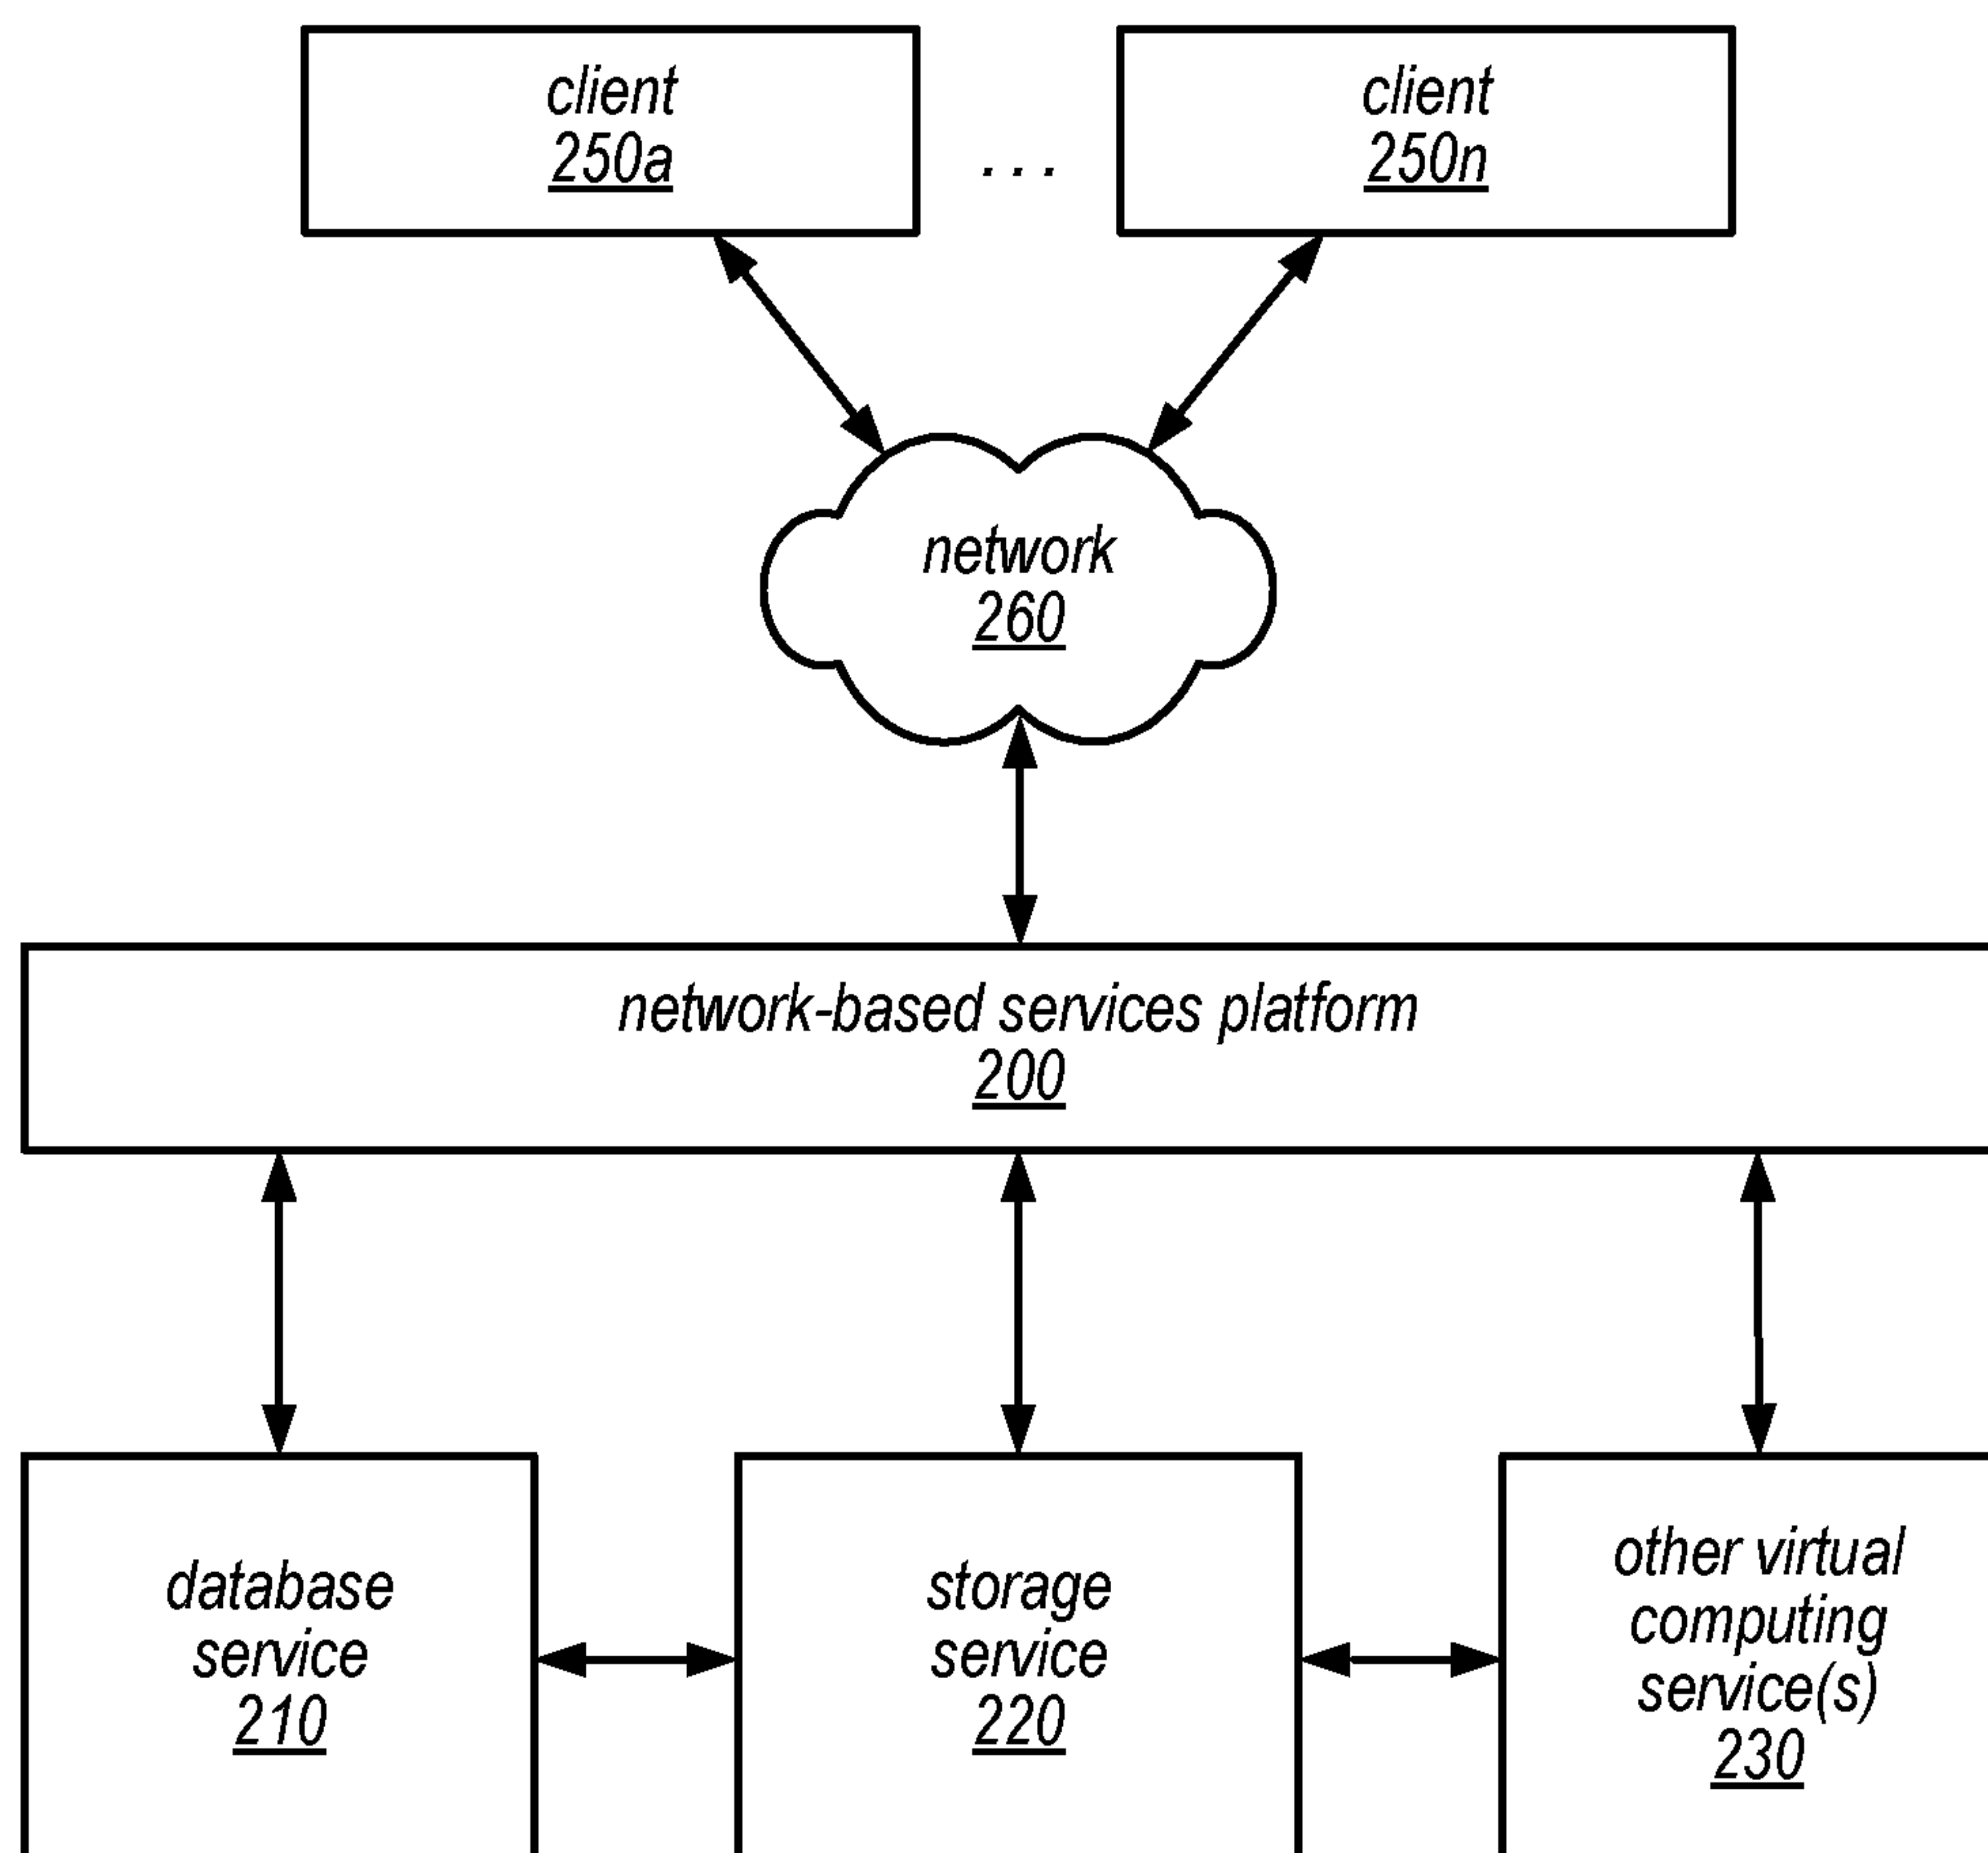 client
250a
. . .
client
250n
network
260
network-based services platform
200
database
service
210
storage
service
220
other virtual
computing
service(s)
230